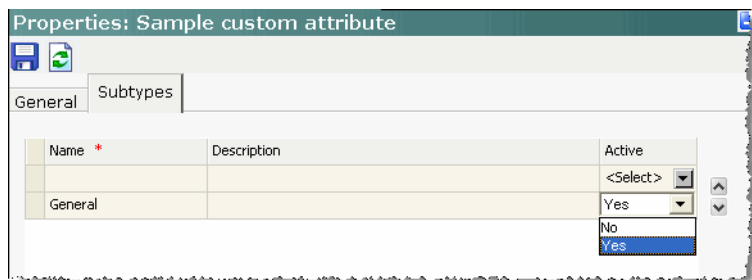 Properties: Sample custom attribute
General Subtypes
Name * Description Active
<Select>
General Yes
No
Yes